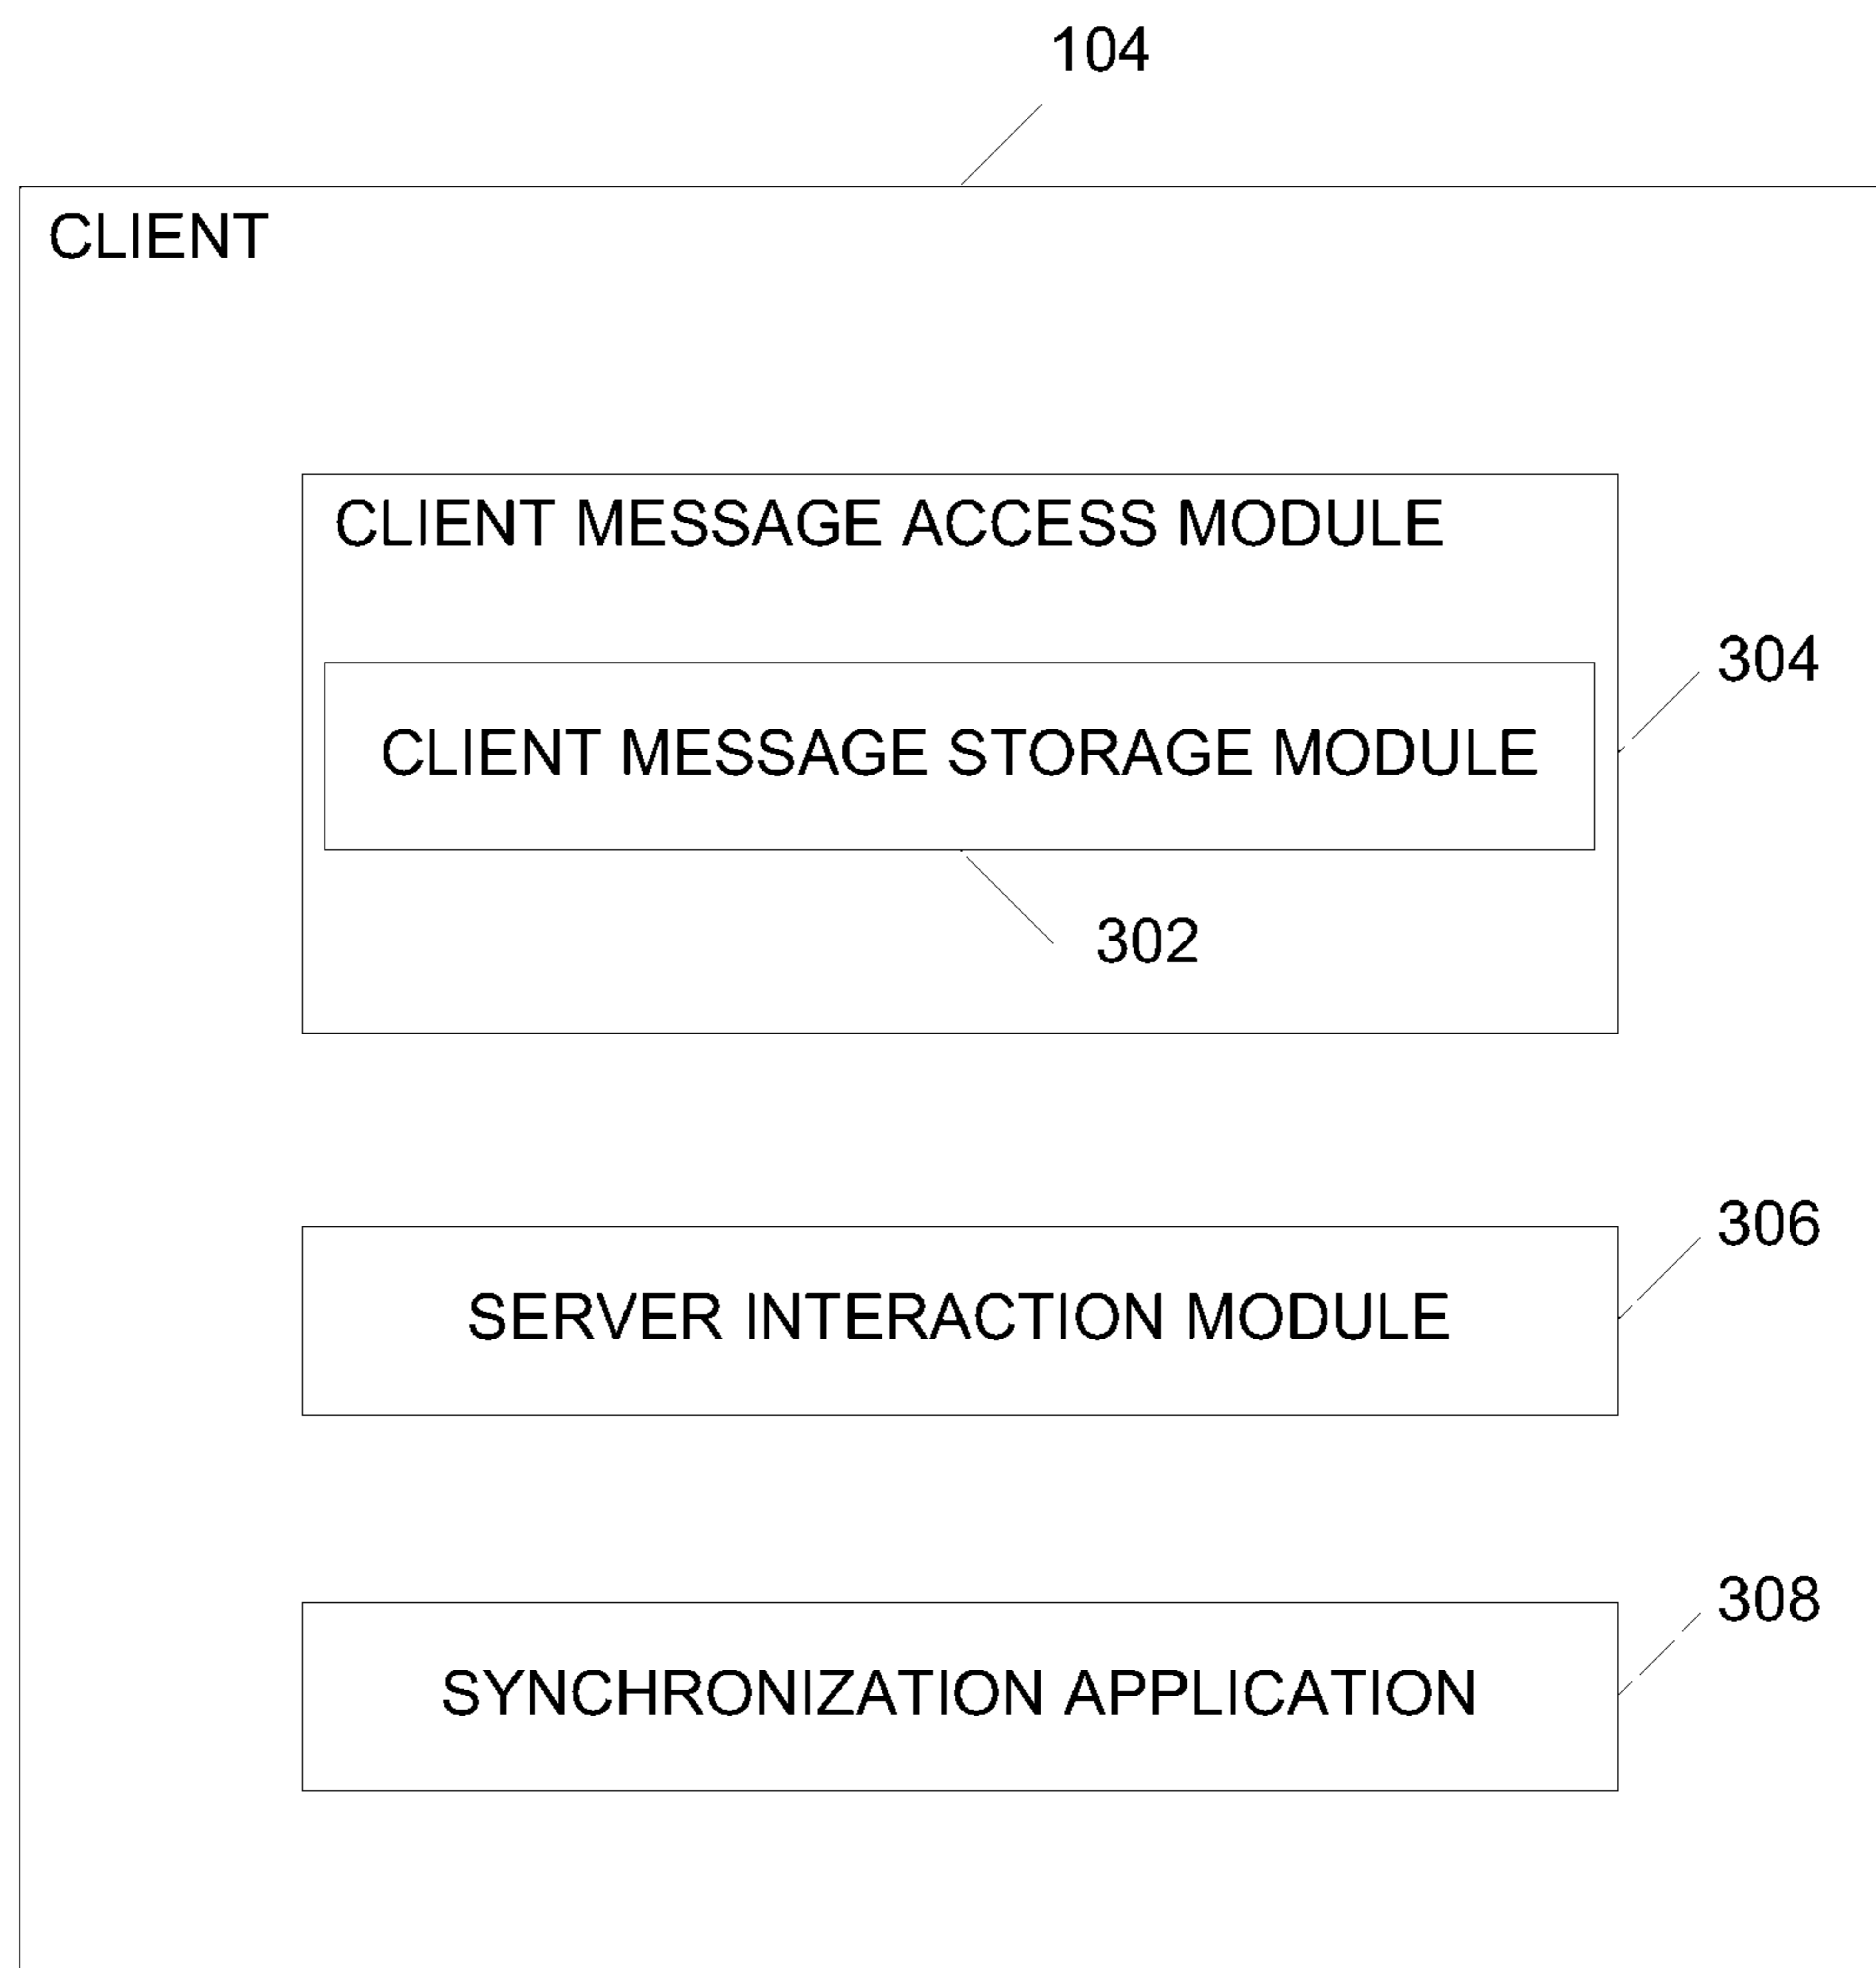 104
CLIENT
CLIENT MESSAGE ACCESS MODULE
304
CLIENT MESSAGE STORAGE MODULE
302
306
SERVER INTERACTION MODULE
308
SYNCHRONIZATION APPLICATION